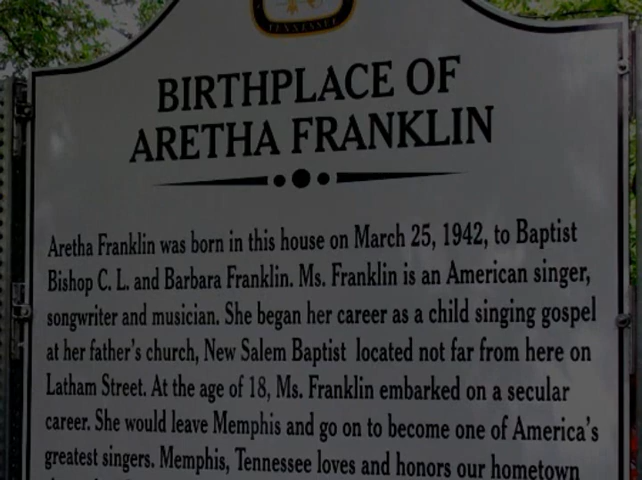 TENNESSEE
BIRTHPLACE OF
ARETHA FRANKLIN
Aretha Franklin was born in this house on March 25, 1942, to Baptist
Bishop C. L. and Barbara Franklin. Ms. Franklin is an American singer,
songwriter and musician. She began her career as a child singing gospel
at her father's church, New Salem Baptist located not far from here on
Latham Street. At the age of 18, Ms. Franklin embarked on a secular
career. She would leave Memphis and go on to become one of America's
greatest singers. Memphis, Tennessee loves and honors our hometown